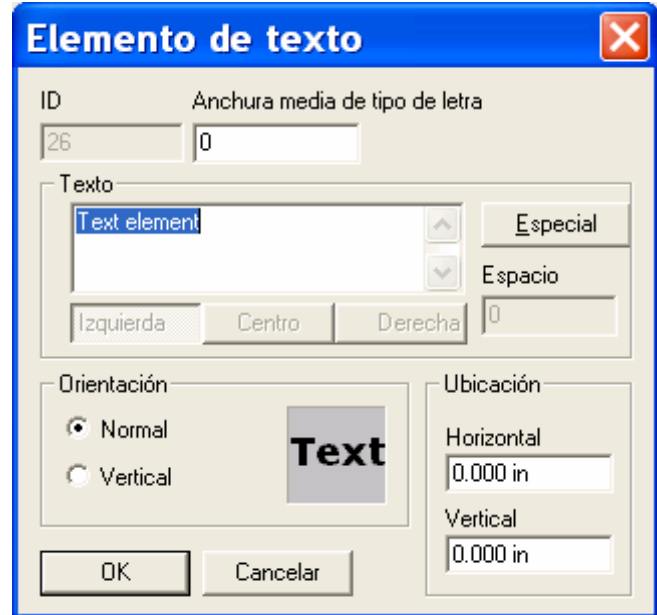 Elemento de texto
ID Anchura media de tipo de letra
26 0
Texto
Text element
Especial
Espacio
Izquierda Centro Derecha 0
Orientación
Normal
Vertical
Text
Ubicación
Horizontal
0.000 in
Vertical
0.000 in
OK Cancelar